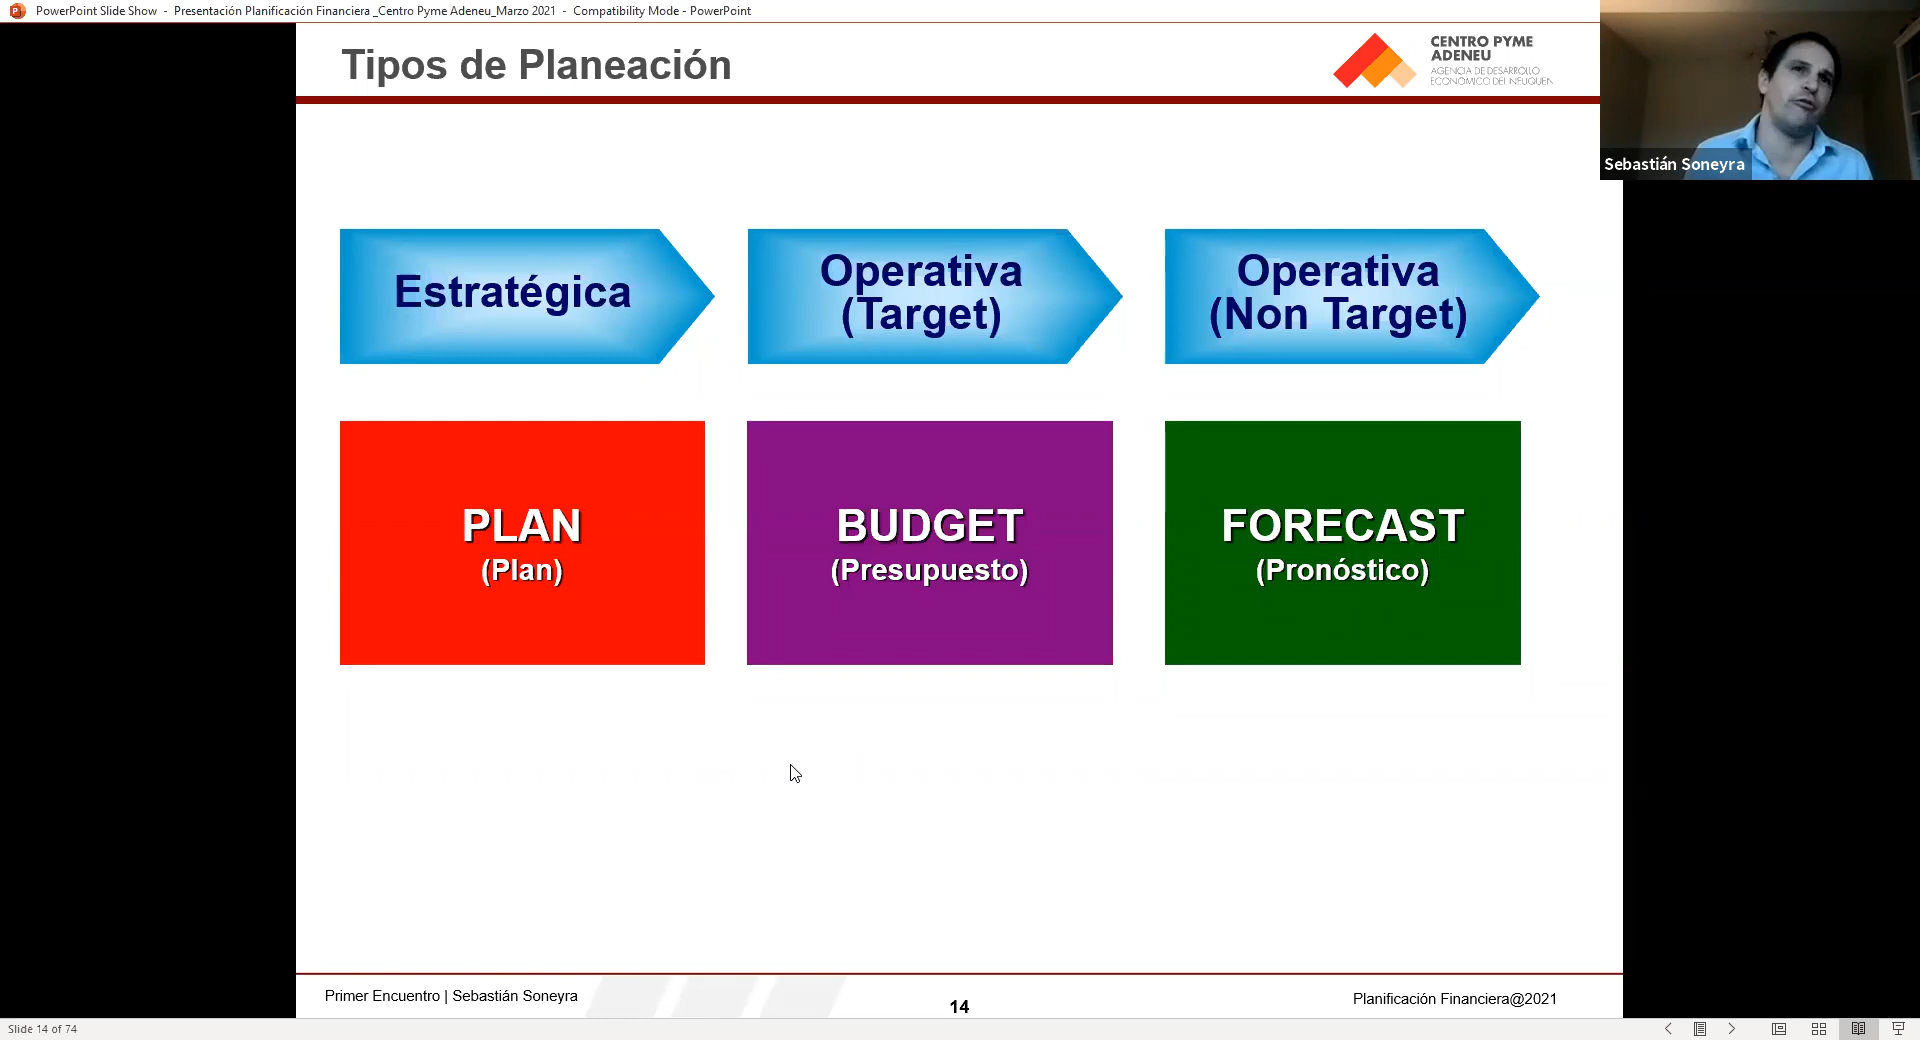 PowerPoint Slide Show - Presentación Planificación Financiera _Centro Pyme Adeneu_Marzo 2021 - Compatibility Mode - PowerPoint
Tipos de Planeación
CENTRO PYME
ADENEU
AGENCIA DE DESARROLLO
ECONOMICO DEL NEUQUEN
Sebastián Soneyra
Estratégica
Operativa
(Target)
Operativa
(Non Target)
PLAN
(Plan)
BUDGET
(Presupuesto)
FORECAST
(Pronóstico)
Primer Encuentro | Sebastián Soneyra
14
Planificación Financiera@2021
Slide 14 of 74